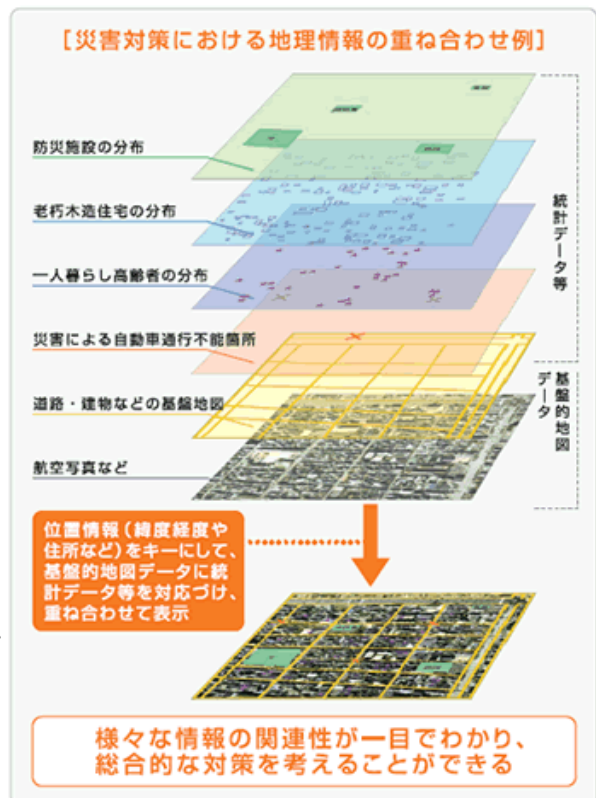 [災害対策における地理情報の重ね合わせ例]
防災施設の分布
老朽木造住宅の分布
一人暮らし高齢者の分布
災害による自動車通行不能箇所
道路・建物などの基盤地図
航空写真など
統計データ等
基盤的地図
データ
位置情報（緯度経度や
住所など）をキーにして、
基盤的地図データに統
計データ等を対応づけ、
重ね合わせて表示
様々な情報の関連性が一目でわかり、
総合的な対策を考えることができる